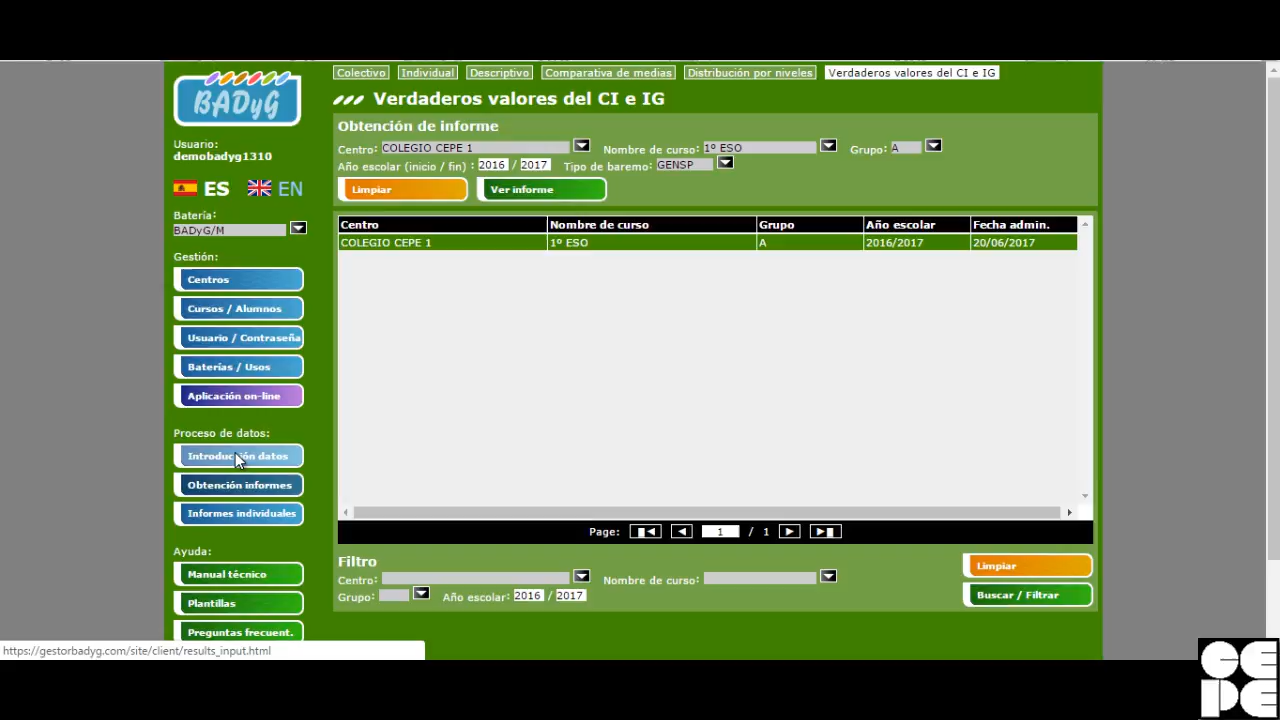 Colectivo Individual Descriptivo Comparativa de medias Distribución por niveles Verdaderos valores del CI e IG
BADyG
Verdaderos valores del CI e IG
Obtención de informe
Usuario:
demobadyg1310
Centro: COLEGIO CEPE 1 Nombre de curso: 1º ESO Grupo: A
Año escolar (inicio / fin) : 2016 / 2017 Tipo de baremo: GENSP
ES EN
Limpiar Ver informe
Batería:
BADyG/M
Centro Nombre de curso Grupo Año escolar Fecha admin.
COLEGIO CEPE 1 1º ESO A 2016/2017 20/06/2017
Gestión:
Centros
Cursos / Alumnos
Usuario / Contraseña
Baterías / Usos
Aplicación on-line
Proceso de datos:
Introducción datos
Obtención informes
Informes individuales
Page: 1 / 1
Ayuda:
Manual técnico
Plantillas
Preguntas frecuent.
Filtro
Centro: Nombre de curso:
Grupo: Año escolar: 2016 / 2017
Limpiar
Buscar / Filtrar
https://gestorbadyg.com/site/client/results_input.html
CEPE